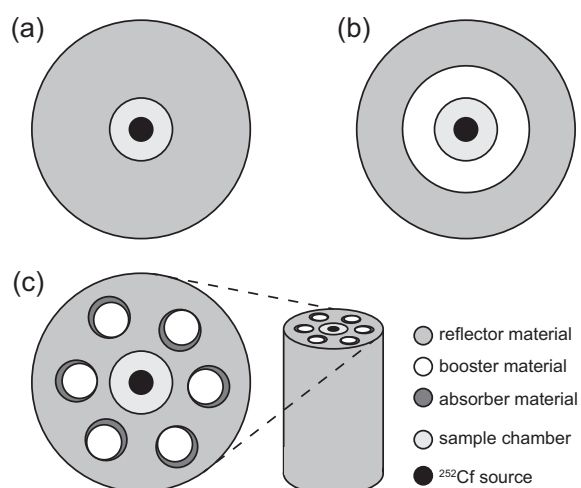 (a)
(b)
(c)
reflector material
booster material
absorber material
sample chamber
²⁵²Cf source